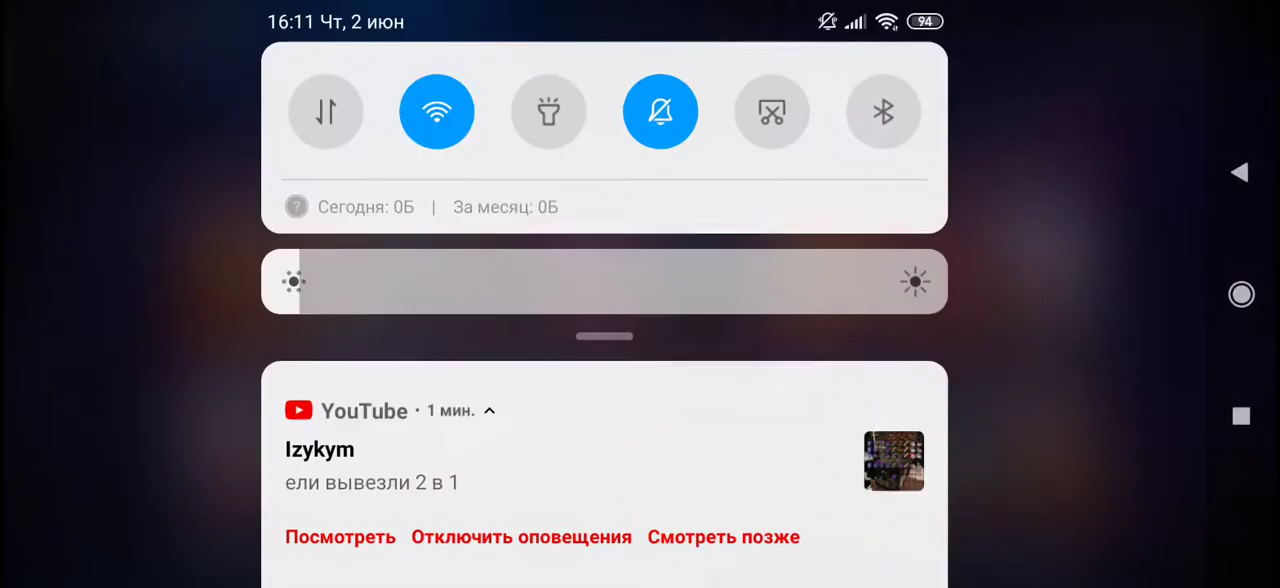 16:11 Чт, 2 июн
94
Сегодня: 0Б | За месяц: 0Б
YouTube · 1 мин.
Izykym
ели вывезли 2 в 1
Посмотреть Отключить оповещения Смотреть позже